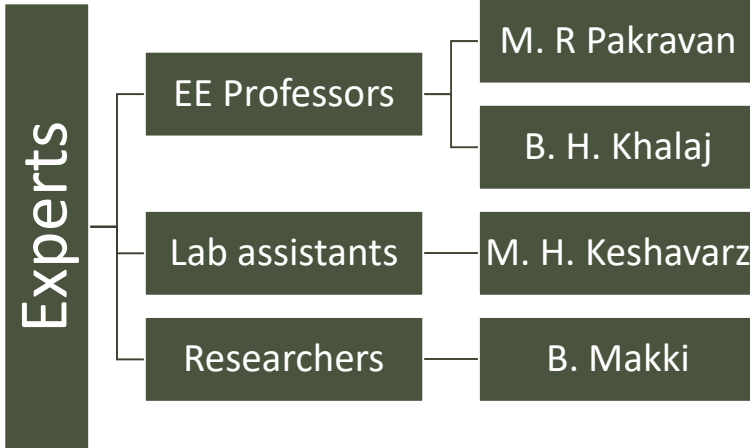 Experts
EE Professors
M. R Pakravan
B. H. Khalaj
Lab assistants
M. H. Keshavarz
Researchers
B. Makki